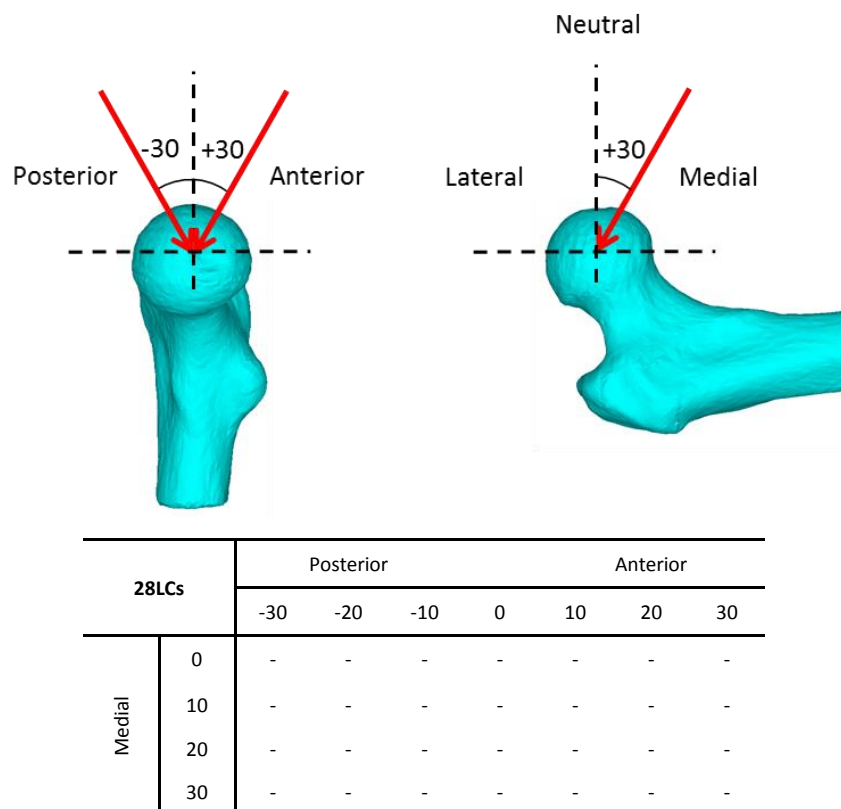 Neutral
-30 +30
+30
Posterior Anterior
Lateral Medial
28LCs
Posterior Anterior
-30 -20 -10 0 10 20 30
Medial
0 - - - - - - -
10 - - - - - - -
20 - - - - - - -
30 - - - - - - -